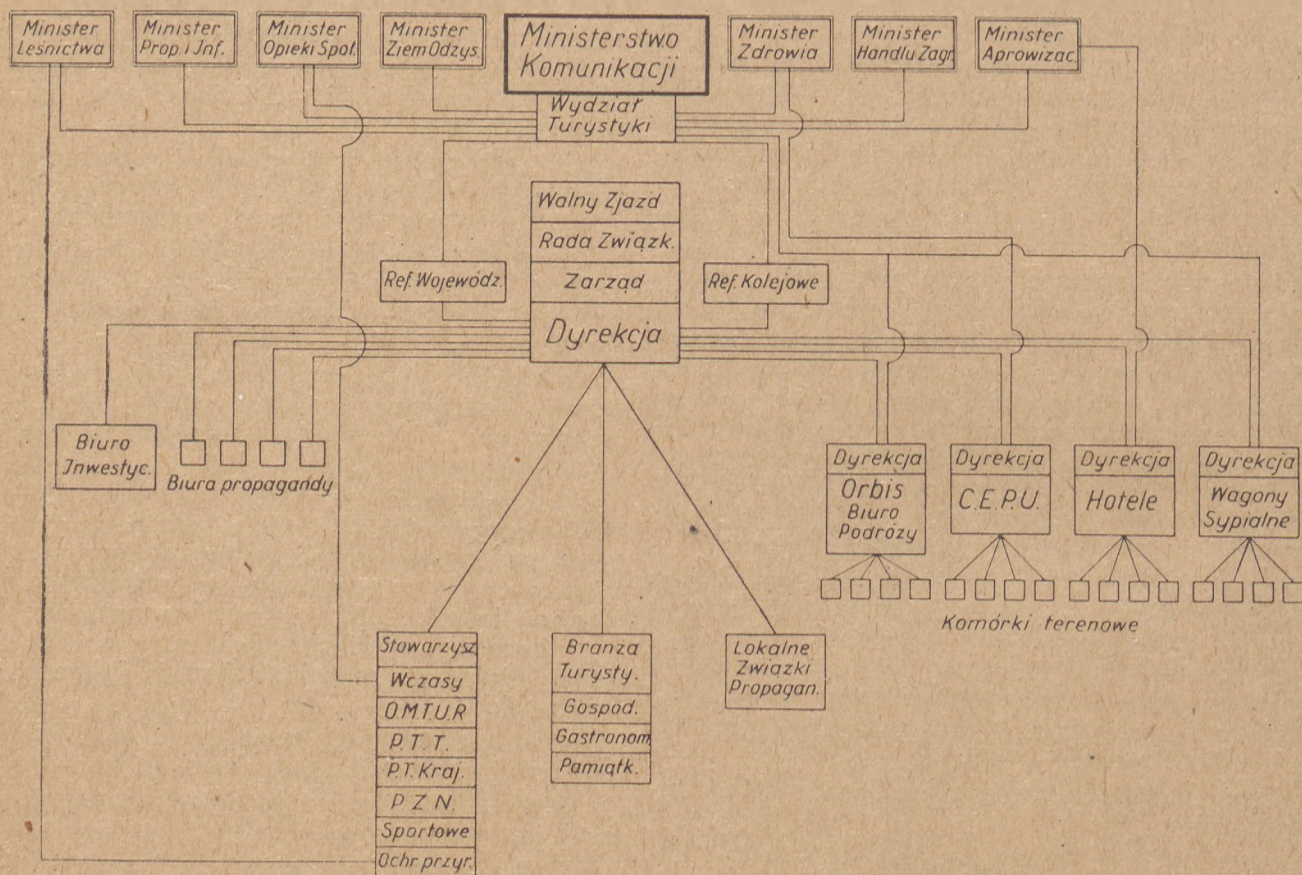 Minister
Leśnictwa
Minister
Prop. i Jnf.
Minister
Opieki Społ.
Minister
Ziem Odzys.
Ministerstwo
Komunikacji
Minister
Zdrowia
Minister
Handlu Zagr.
Minister
Aprowizac.
Wydział
Turystyki
Walny Zjazd
Rada Związk.
Zarząd
Dyrekcja
Ref. Wojewódz.
Ref. Kolejowe
Biuro
Jnwestyc.
Biura propagandy
Dyrekcja
Orbis
Biuro
Podróży
Dyrekcja
C.E.P.U.
Dyrekcja
Hotele
Dyrekcja
Wagony
Sypialne
Komórki terenowe
Stowarzysz.
Wczasy
O.M.T.U.R
P. T. T.
P.T. Kraj.
P. Z. N.
Sportowe
Ochr. przyr.
Branza
Turysty.
Gospod.
Gastronom.
Pamiątk.
Lokalne
Związki
Propagan.